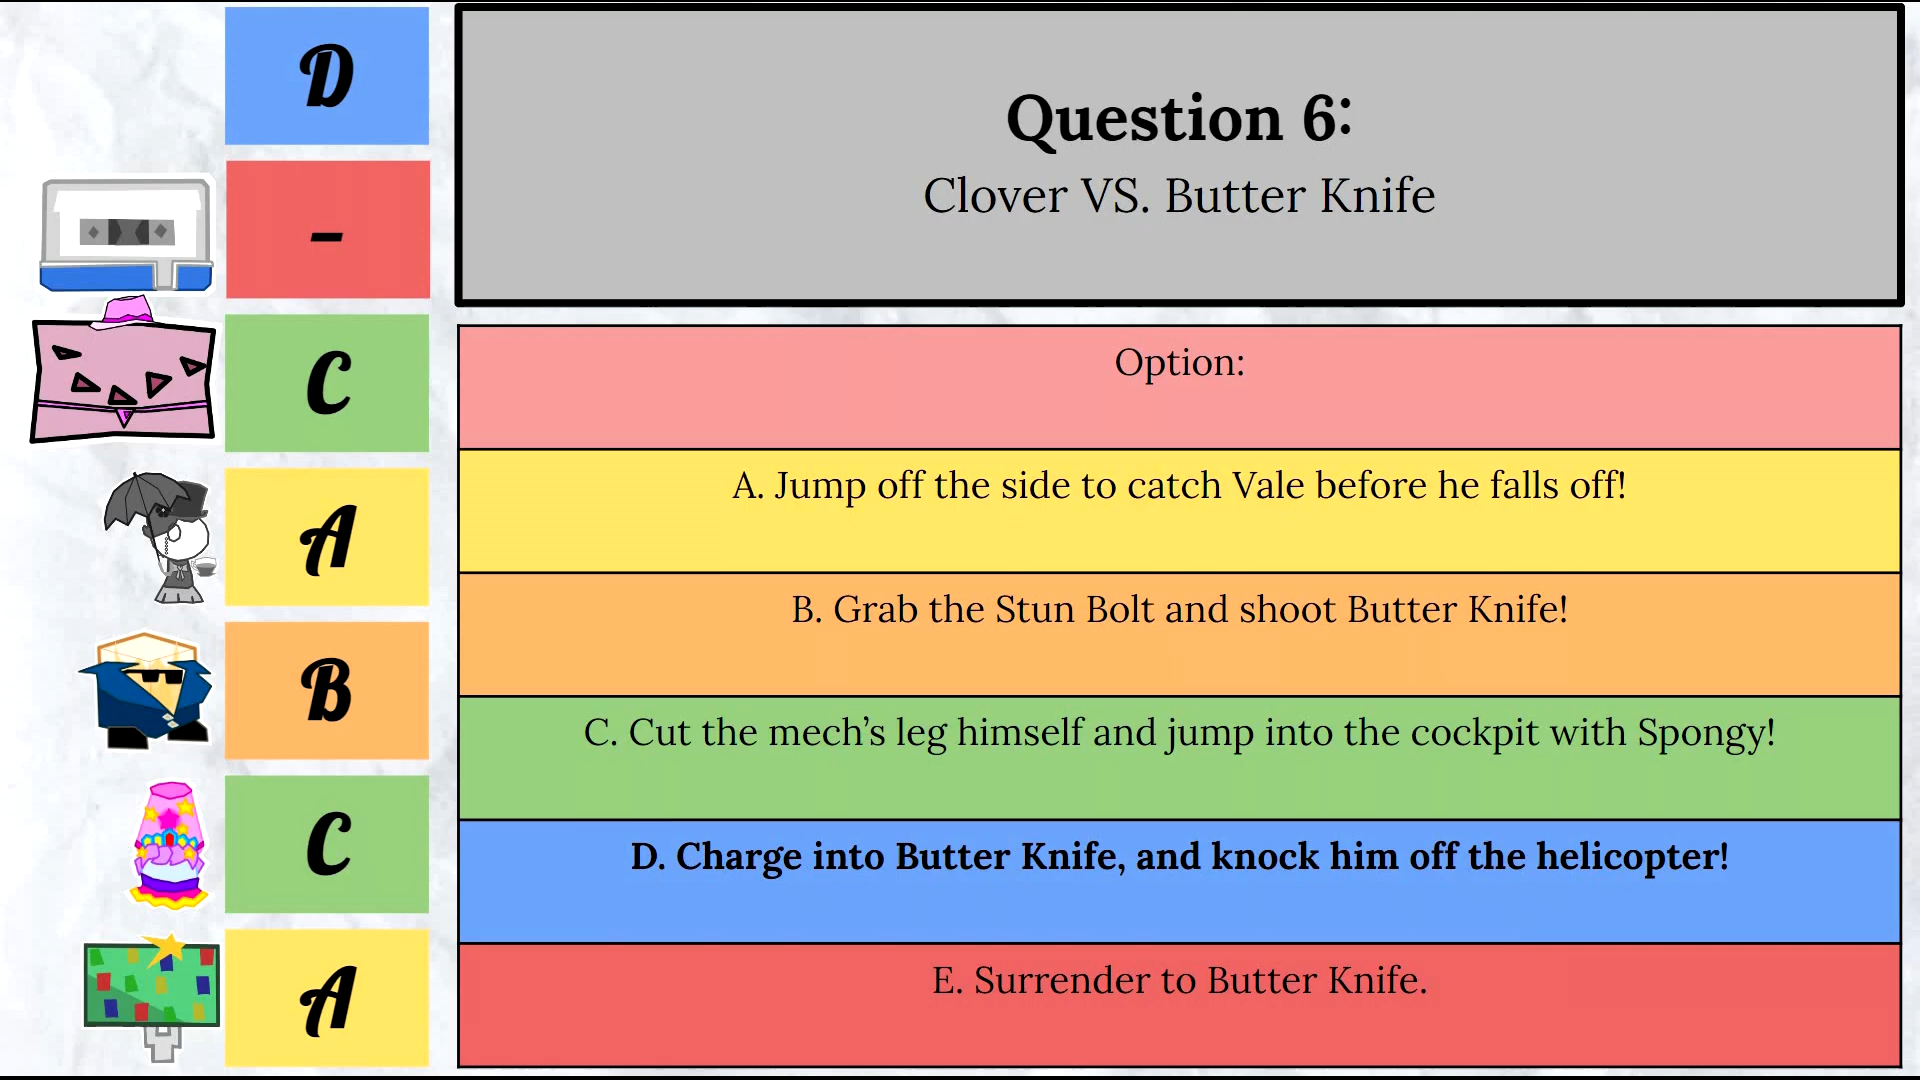 D
-
C
A
B
C
A
Question 6:
Clover VS. Butter Knife
Option:
A. Jump off the side to catch Vale before he falls off!
B. Grab the Stun Bolt and shoot Butter Knife!
C. Cut the mech’s leg himself and jump into the cockpit with Spongy!
D. Charge into Butter Knife, and knock him off the helicopter!
E. Surrender to Butter Knife.